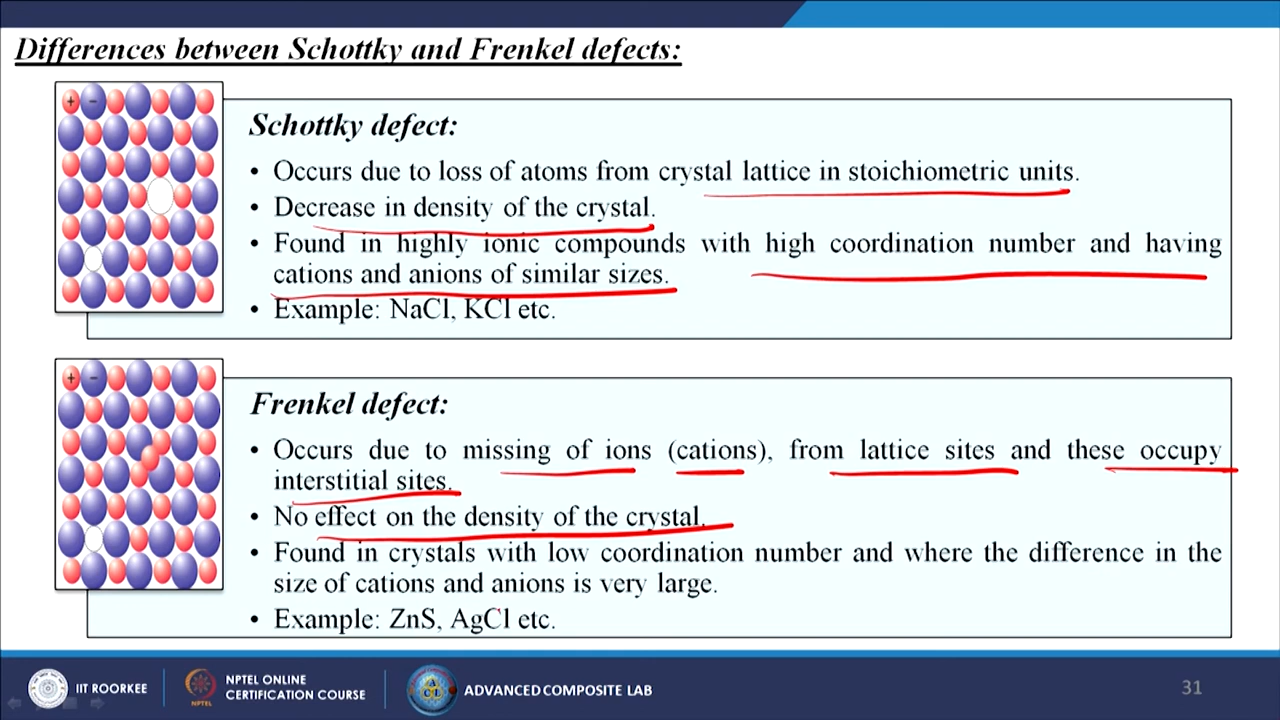 Differences between Schottky and Frenkel defects:
+ −
Schottky defect:
• Occurs due to loss of atoms from crystal lattice in stoichiometric units.
• Decrease in density of the crystal.
• Found in highly ionic compounds with high coordination number and having
cations and anions of similar sizes.
• Example: NaCl, KCl etc.
+ −
Frenkel defect:
• Occurs due to missing of ions (cations), from lattice sites and these occupy
interstitial sites.
• No effect on the density of the crystal.
• Found in crystals with low coordination number and where the difference in the
size of cations and anions is very large.
• Example: ZnS, AgCl etc.
IIT ROORKEE
NPTEL
NPTEL ONLINE
CERTIFICATION COURSE
ACL
ADVANCED COMPOSITE LAB
31